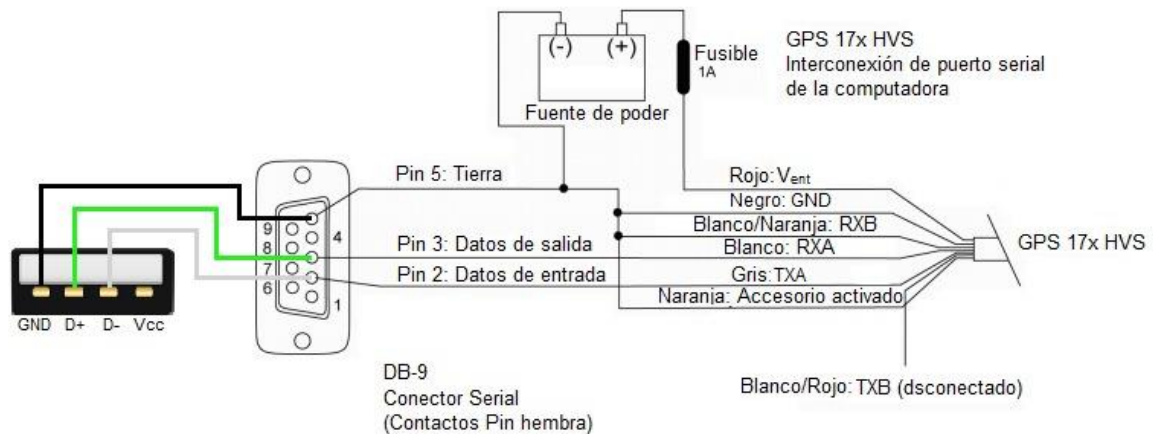 (-)
(+)
Fusible
1A
Fuente de poder
GPS 17x HVS
Interconexión de puerto serial
de la computadora
Pin 5: Tierra
Pin 3: Datos de salida
Pin 2: Datos de entrada
Rojo: Vent
Negro: GND
Blanco/Naranja: RXB
Blanco: RXA
Gris: TXA
Naranja: Accesorio activado
GPS 17x HVS
Blanco/Rojo: TXB (dsconectado)
9
8
7
6
4
1
GND D+ D- Vcc
DB-9
Conector Serial
(Contactos Pin hembra)